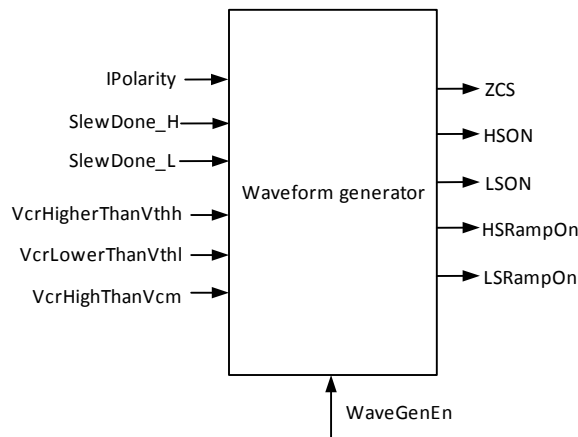 IPolarity
SlewDone_H
SlewDone_L
VcrHigherThanVthh
VcrLowerThanVthl
VcrHighThanVcm
Waveform generator
ZCS
HSON
LSON
HSRampOn
LSRampOn
WaveGenEn